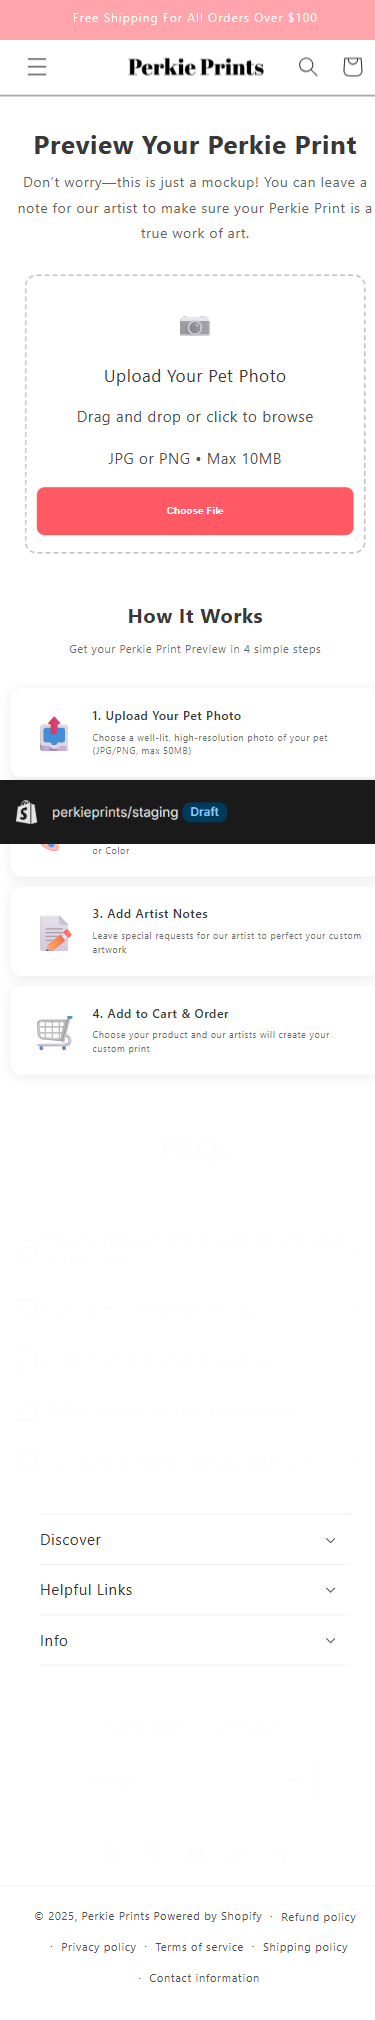 Free Shipping For All Orders Over $100
Perkie Prints
Preview Your Perkie Print
Don't worry—this is just a mockup! You can leave a
note for our artist to make sure your Perkie Print is a
true work of art.
Upload Your Pet Photo
Drag and drop or click to browse
JPG or PNG • Max 10MB
Choose File
How It Works
Get your Perkie Print Preview in 4 simple steps
1. Upload Your Pet Photo
Choose a well-lit, high-resolution photo of your pet
(JPG/PNG, max 50MB)
perkieprints/staging Draft
or Color
3. Add Artist Notes
Leave special requests for our artist to perfect your custom
artwork
4. Add to Cart & Order
Choose your product and our artists will create your
custom print
Discover
Helpful Links
Info
© 2025, Perkie Prints Powered by Shopify · Refund policy
· Privacy policy · Terms of service · Shipping policy
· Contact information